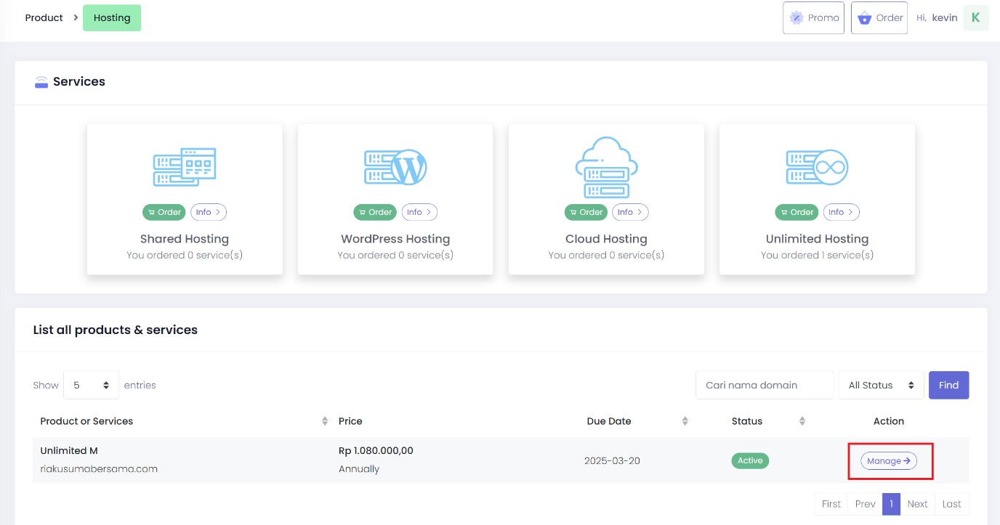 Product > Hosting
Promo Order Hi, kevin K
Services
Order Info > Order Info > Order Info > Order Info >
Shared Hosting WordPress Hosting Cloud Hosting Unlimited Hosting
You ordered 0 service(s) You ordered 0 service(s) You ordered 0 service(s) You ordered 1 service(s)
List all products & services
Show 5 entries Cari nama domain All Status Find
Product or Services Price Due Date Status Action
Unlimited M Rp 1.080.000,00
riakusumabersama.com Annually 2025-03-20 Active Manage →
First Prev 1 Next Last